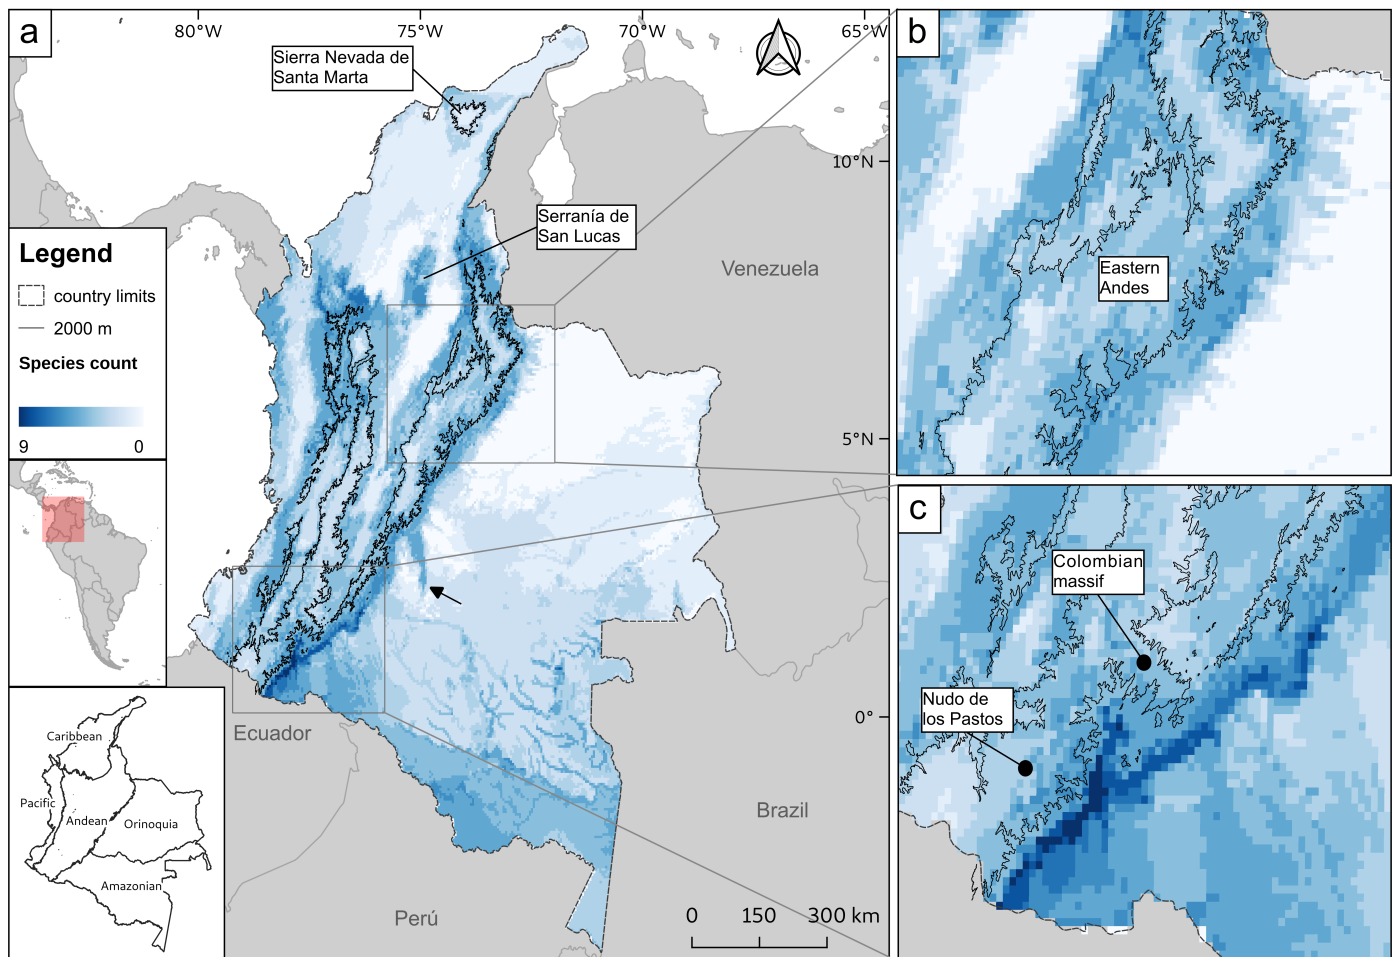 a
80°W
75°W
70°W
65°W
Sierra Nevada de
Santa Marta
10°N
Serranía de
San Lucas
Venezuela
5°N
0°
Ecuador
Brazil
Perú
0 150 300 km
Legend
country limits
2000 m
Species count
9 0
Caribbean
Pacific
Andean
Orinoquia
Amazonian
b
Eastern
Andes
c
Colombian
massif
Nudo de
los Pastos